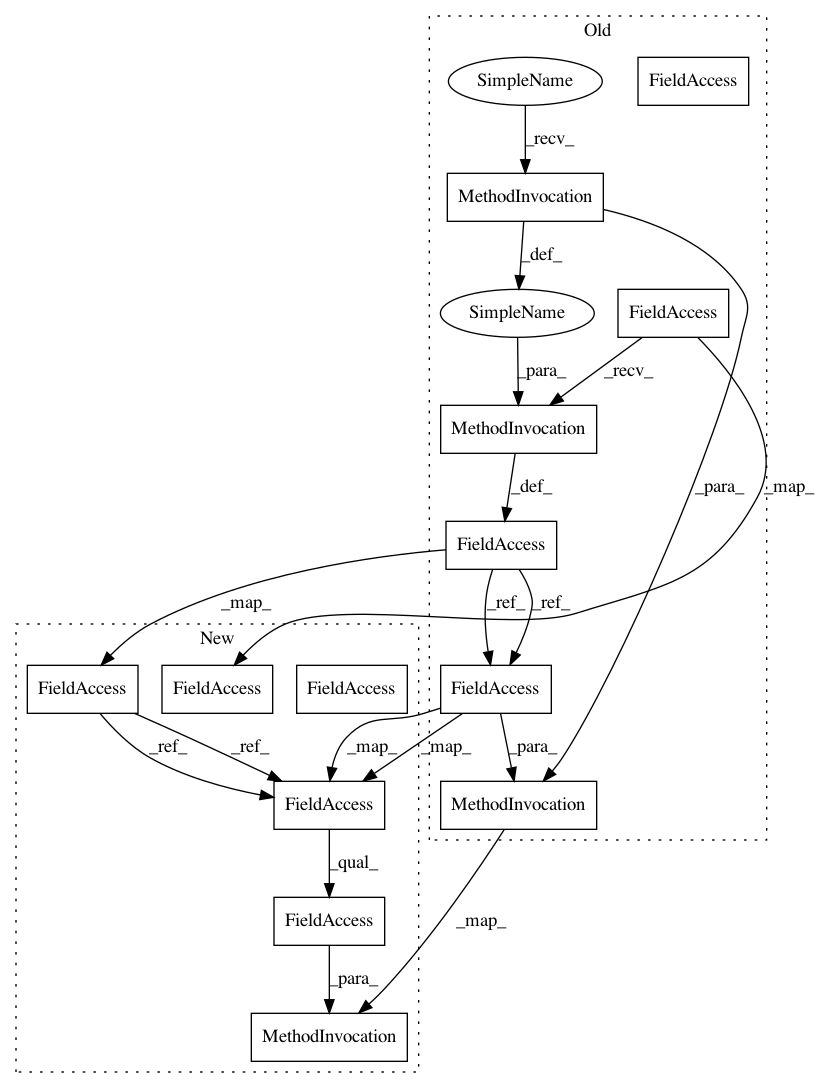 Old
SimpleName
FieldAccess
_recv_
MethodInvocation
_def_
SimpleName
FieldAccess
_para_
_recv_
MethodInvocation
_def_
_para_
_map_
FieldAccess
_map_
_ref_
_ref_
New
FieldAccess
FieldAccess
FieldAccess
FieldAccess
_ref_
_ref_
_map_
_map_
_para_
FieldAccess
MethodInvocation
_qual_
FieldAccess
_map_
_para_
MethodInvocation